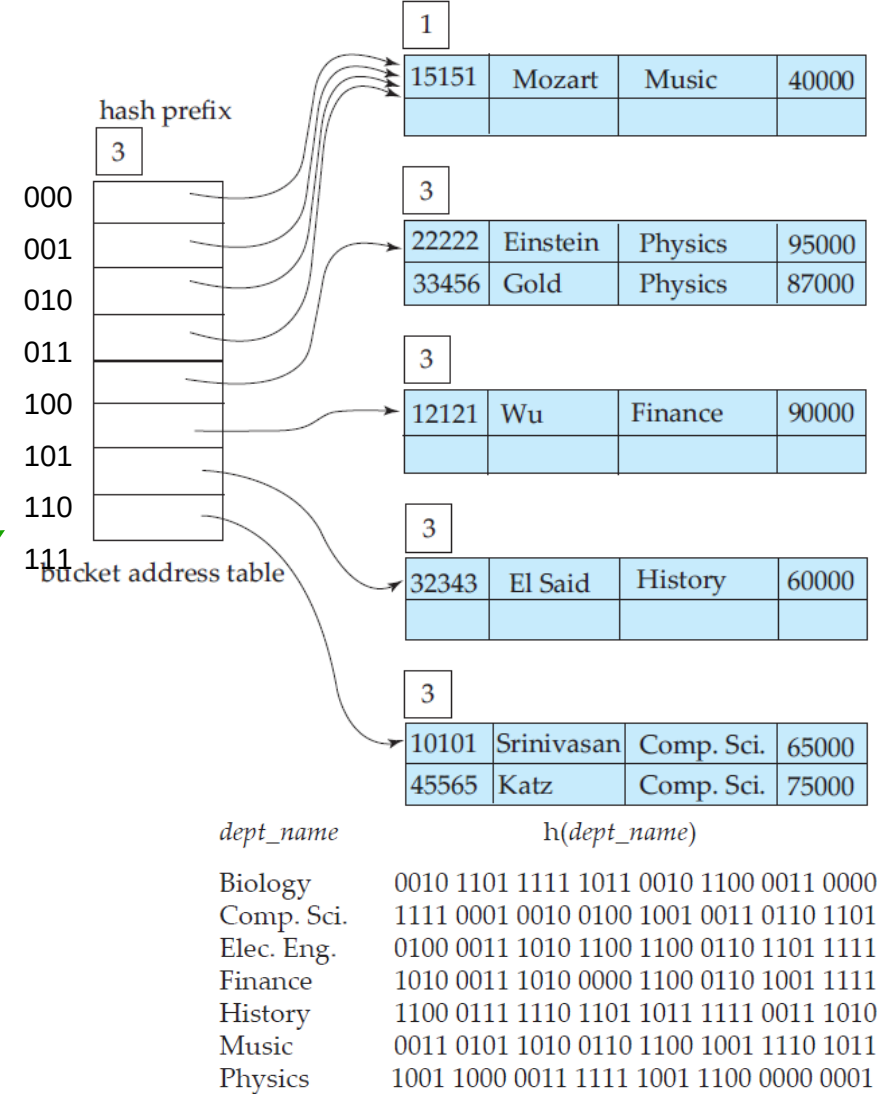 1
15151 Mozart Music 40000
hash prefix
3
000
001
010
011
100
101
110
111
bucket address table
3
22222 Einstein Physics 95000
33456 Gold Physics 87000
3
12121 Wu Finance 90000
3
32343 El Said History 60000
3
10101 Srinivasan Comp. Sci. 65000
45565 Katz Comp. Sci. 75000
dept_name h(dept_name)
Biology 0010 1101 1111 1011 0010 1100 0011 0000
Comp. Sci. 1111 0001 0010 0100 1001 0011 0110 1101
Elec. Eng. 0100 0011 1010 1100 1100 0110 1101 1111
Finance 1010 0011 1010 0000 1100 0110 1001 1111
History 1100 0111 1110 1101 1011 1111 0011 1010
Music 0011 0101 1010 0110 1100 1001 1110 1011
Physics 1001 1000 0011 1111 1001 1100 0000 0001